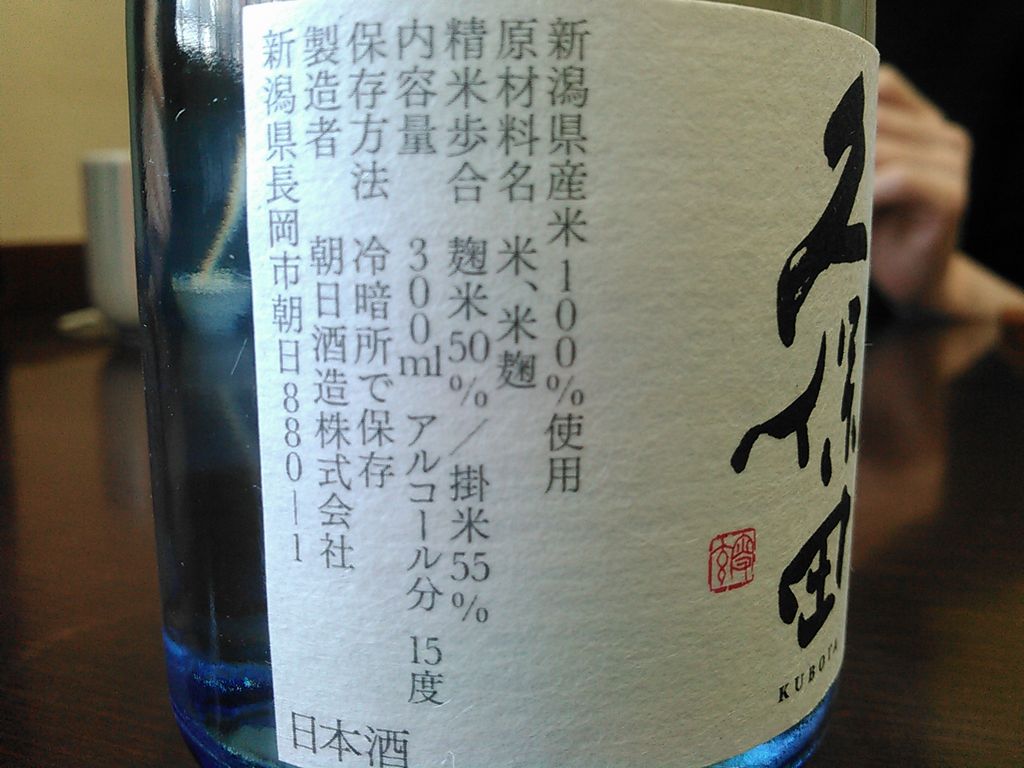 久保田
KUBOTA
新潟県産米100%使用
原材料名 米、米麹
精米歩合 麹米50%／掛米55%
内容量 300ml アルコール分 15度
保存方法 冷暗所で保存
製造者 朝日酒造株式会社
新潟県長岡市朝日880-1
日本酒